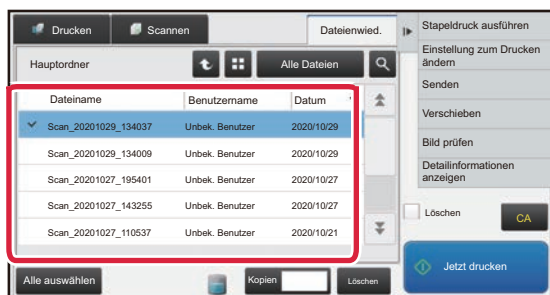 Drucken
Scannen
Dateienwied.
Hauptordner
Alle Dateien
Dateiname Benutzername Datum
Scan_20201029_134037 Unbek. Benutzer 2020/10/29
Scan_20201029_134009 Unbek. Benutzer 2020/10/29
Scan_20201027_195401 Unbek. Benutzer 2020/10/27
Scan_20201027_143255 Unbek. Benutzer 2020/10/27
Scan_20201027_110537 Unbek. Benutzer 2020/10/21
Alle auswählen
Kopien
Löschen
Stapeldruck ausführen
Einstellung zum Drucken
ändern
Senden
Verschieben
Bild prüfen
Detailinformationen
anzeigen
Löschen
CA
Jetzt drucken